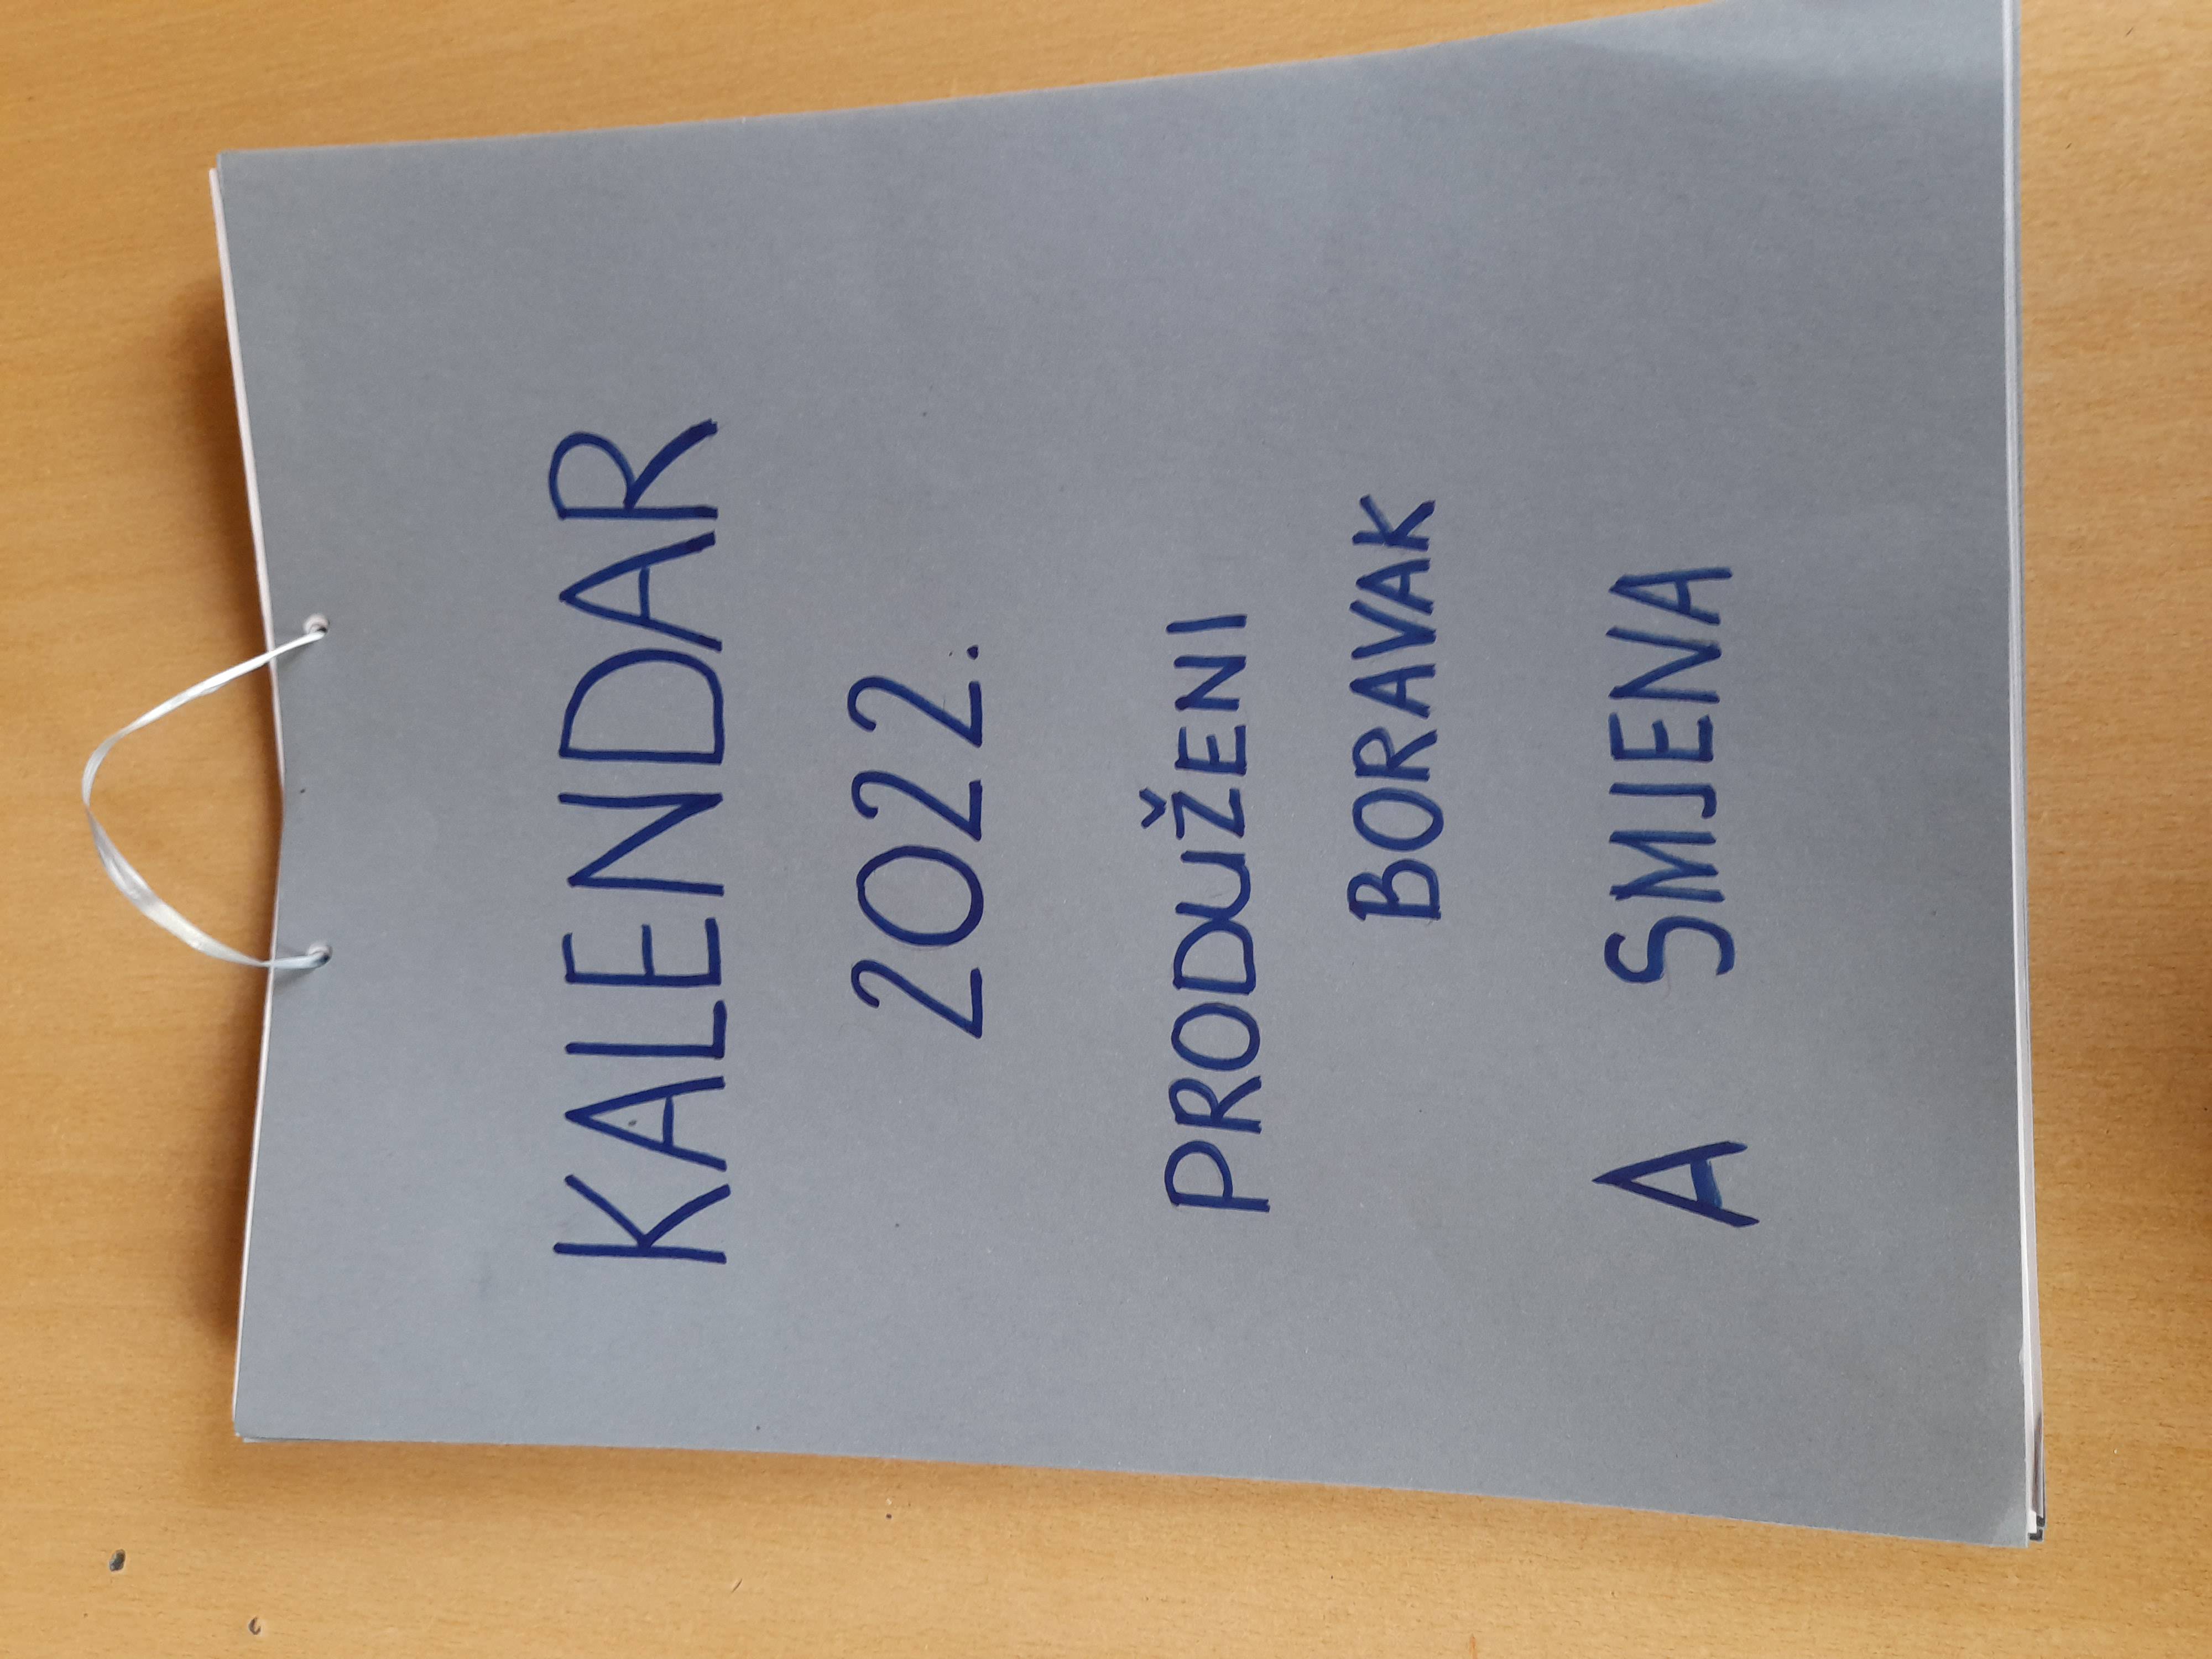 KALENDAR
2022.
PRODUŽENI
BORAVAK
A SMJENA